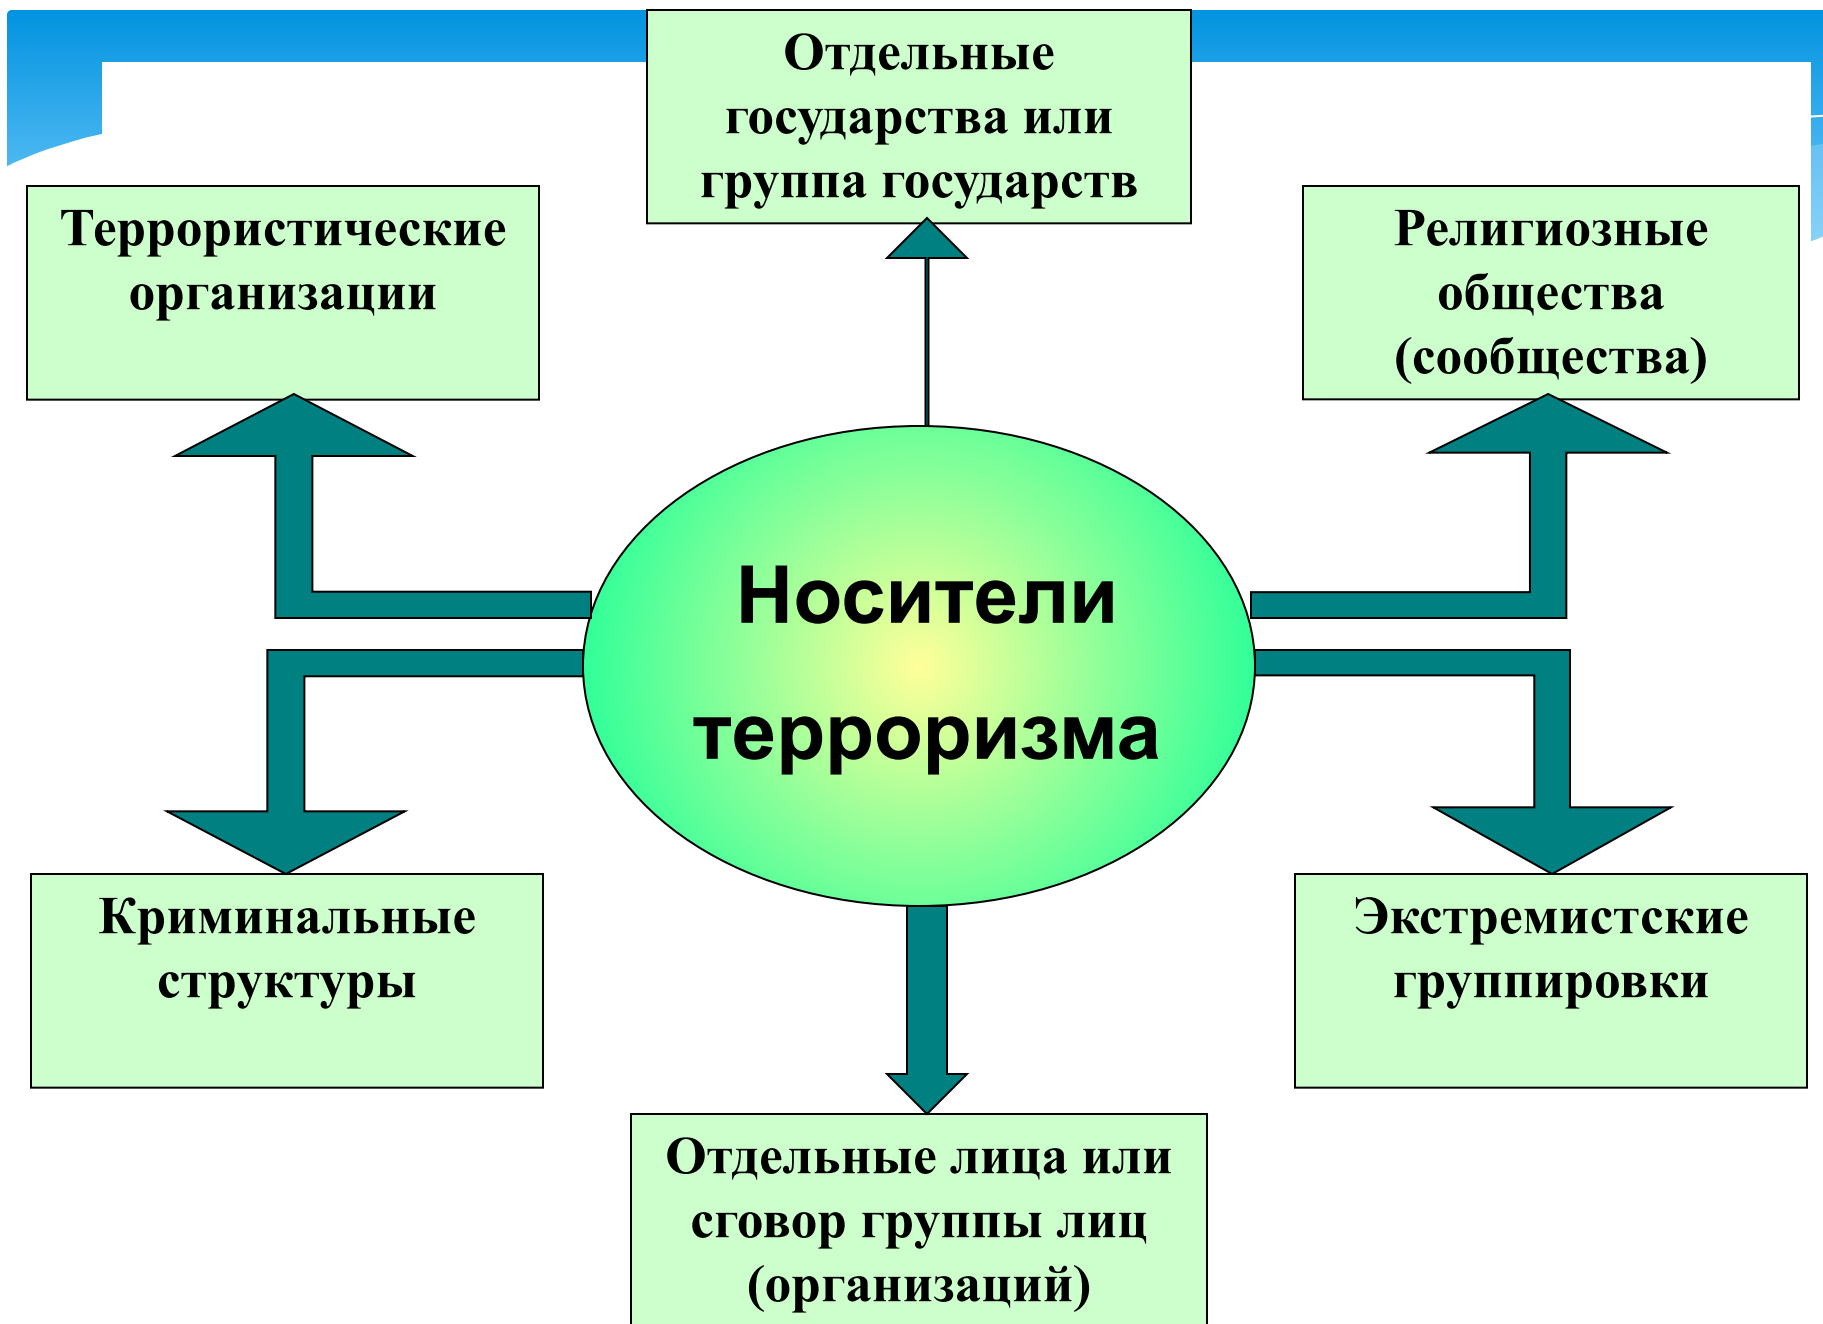 Отдельные
государства или
группа государств
Террористические
организации
Религиозные
общества
(сообщества)
Носители
терроризма
Криминальные
структуры
Экстремистские
группировки
Отдельные лица или
сговор группы лиц
(организаций)